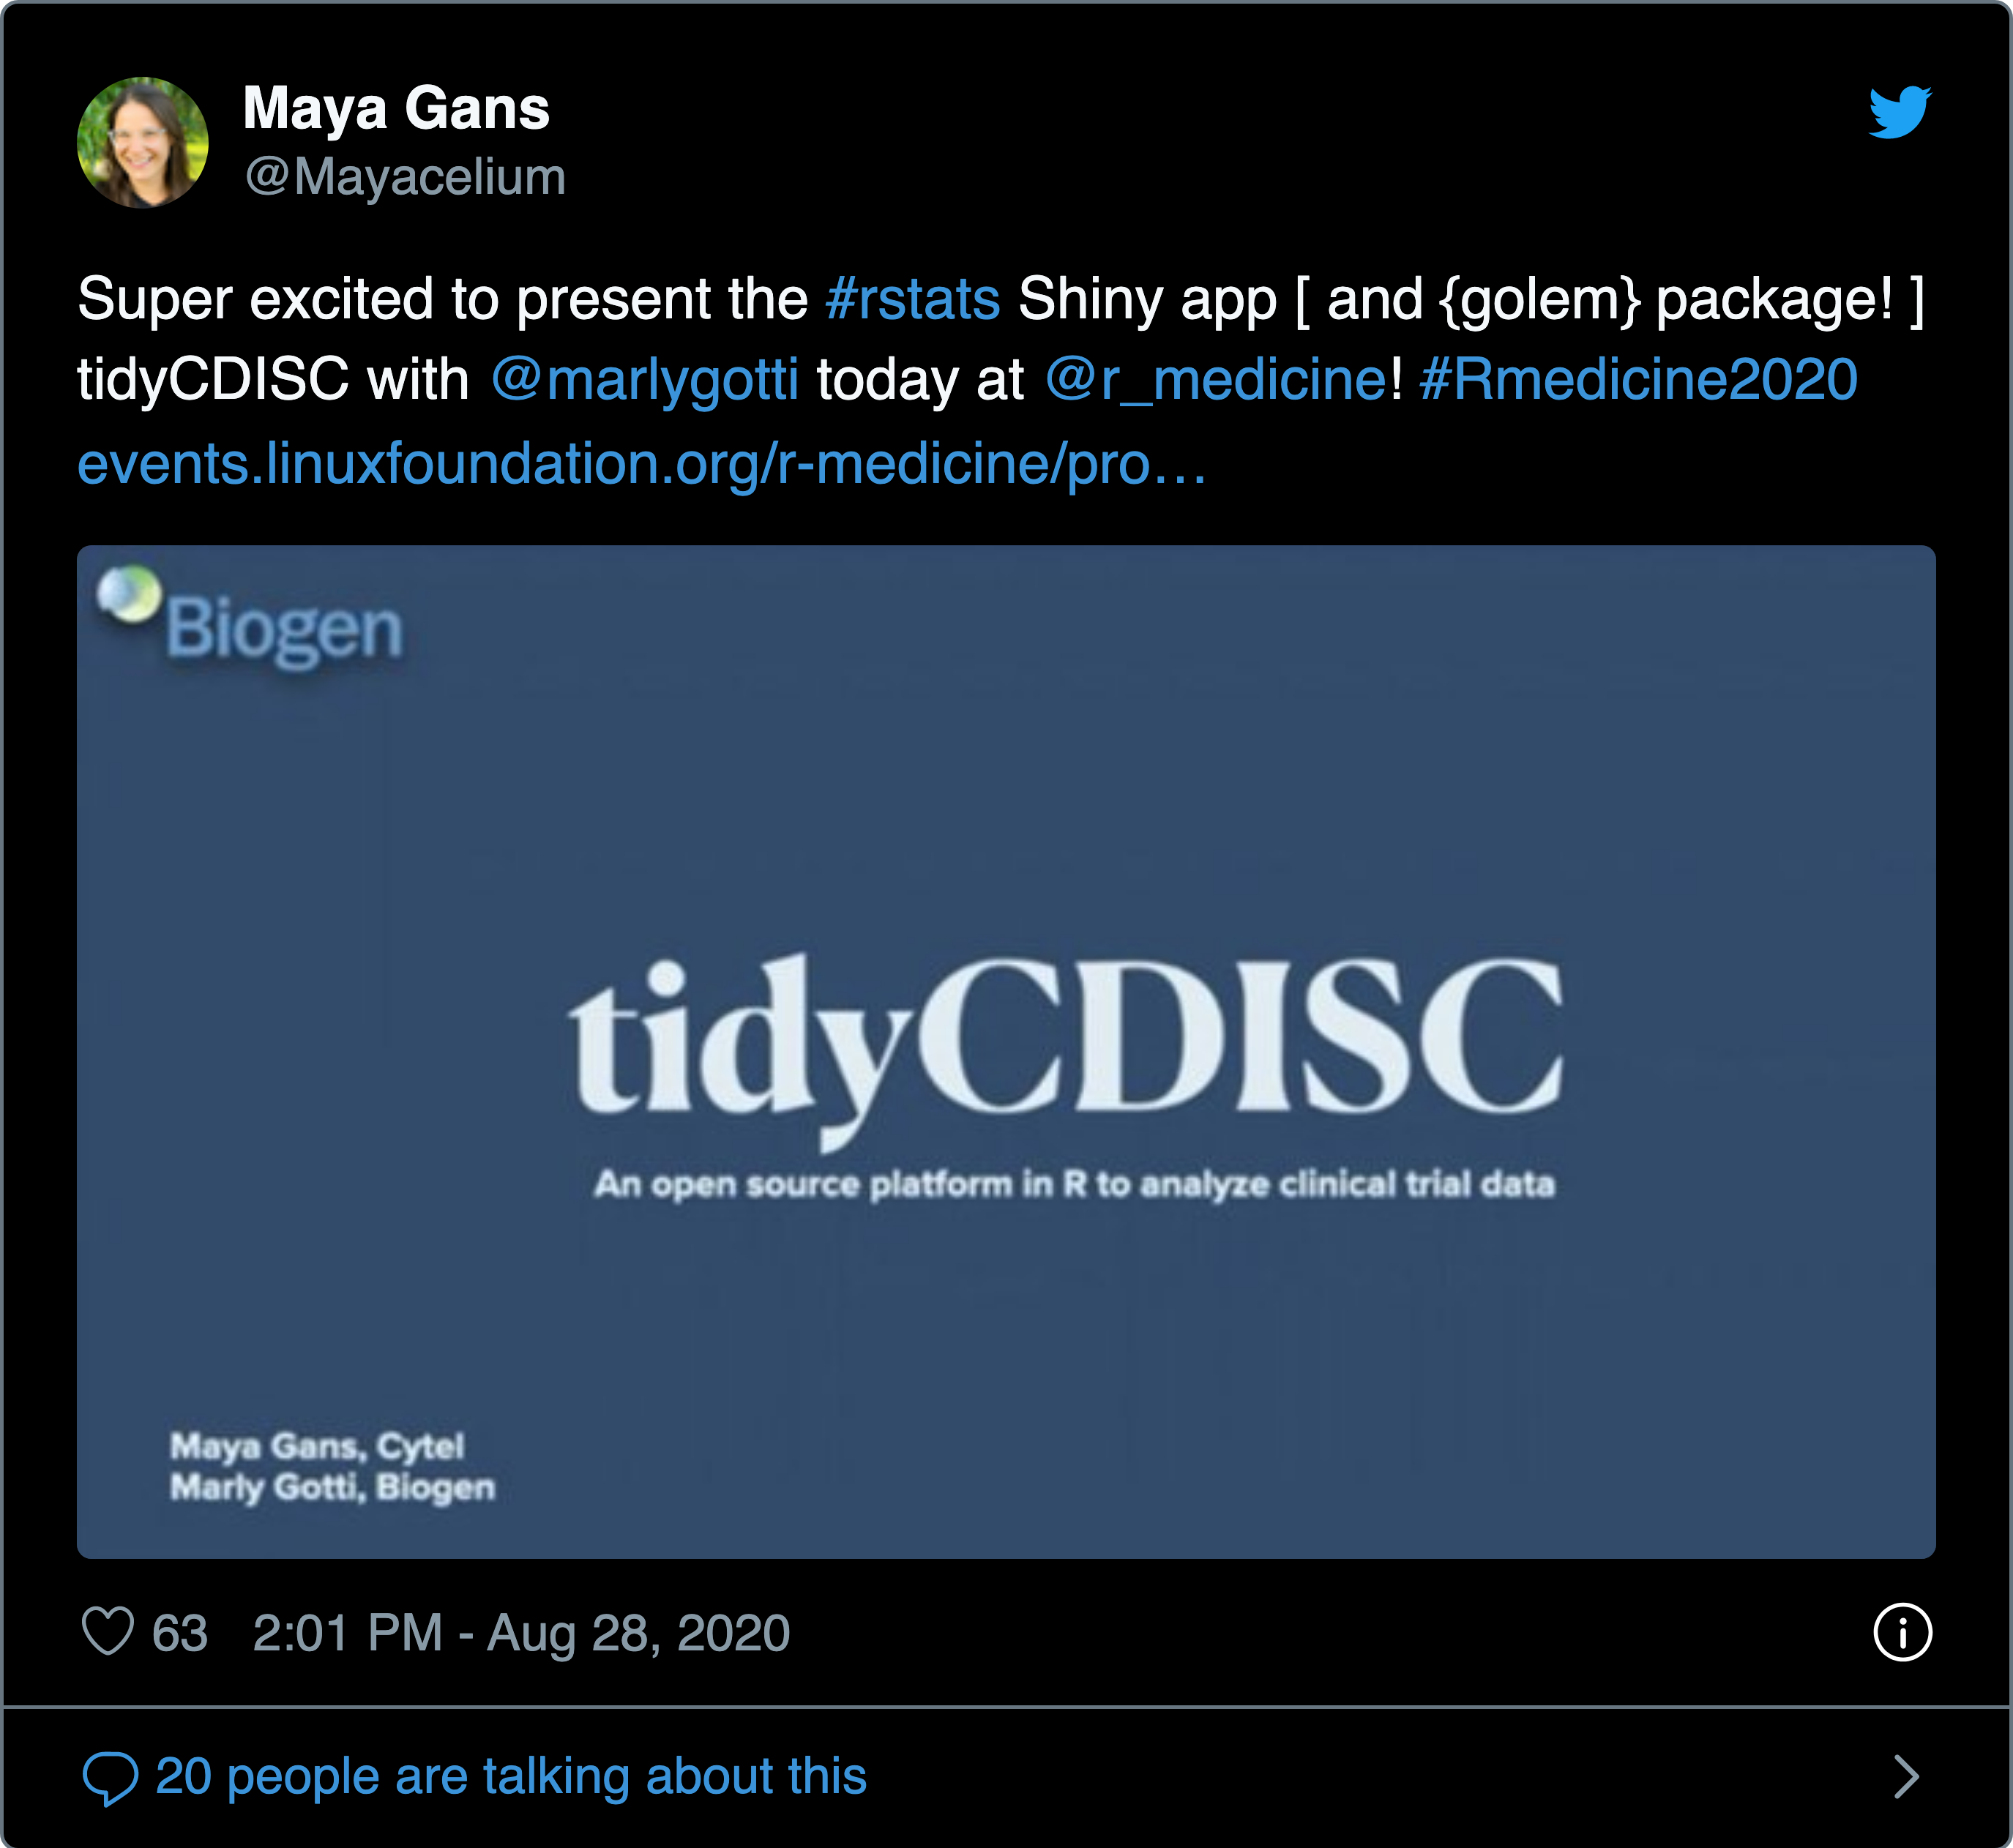 Maya Gans
@Mayacelium
Super excited to present the #rstats Shiny app [ and {golem} package! ]
tidyCDISC with @marlygotti today at @r_medicine! #Rmedicine2020
events.linuxfoundation.org/r-medicine/pro…
Biogen
tidyCDISC
An open source platform in R to analyze clinical trial data
Maya Gans, Cytel
Marly Gotti, Biogen
63 2:01 PM - Aug 28, 2020
20 people are talking about this